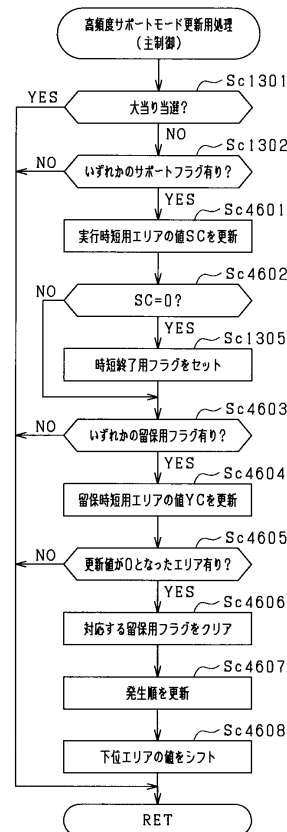 高頻度サポートモード更新用処理
(主制御)
Sc1301
YES
大当り当選?
NO
Sc1302
NO
いずれかのサポートフラグ有り?
YES
Sc4601
実行時短用エリアの値SCを更新
Sc4602
NO
SC=0?
YES
Sc1305
時短終了用フラグをセット
Sc4603
NO
いずれかの留保用フラグ有り?
YES
Sc4604
留保時短用エリアの値YCを更新
Sc4605
NO
更新値が0となったエリア有り?
YES
Sc4606
対応する留保用フラグをクリア
Sc4607
発生順を更新
Sc4608
下位エリアの値をシフト
RET